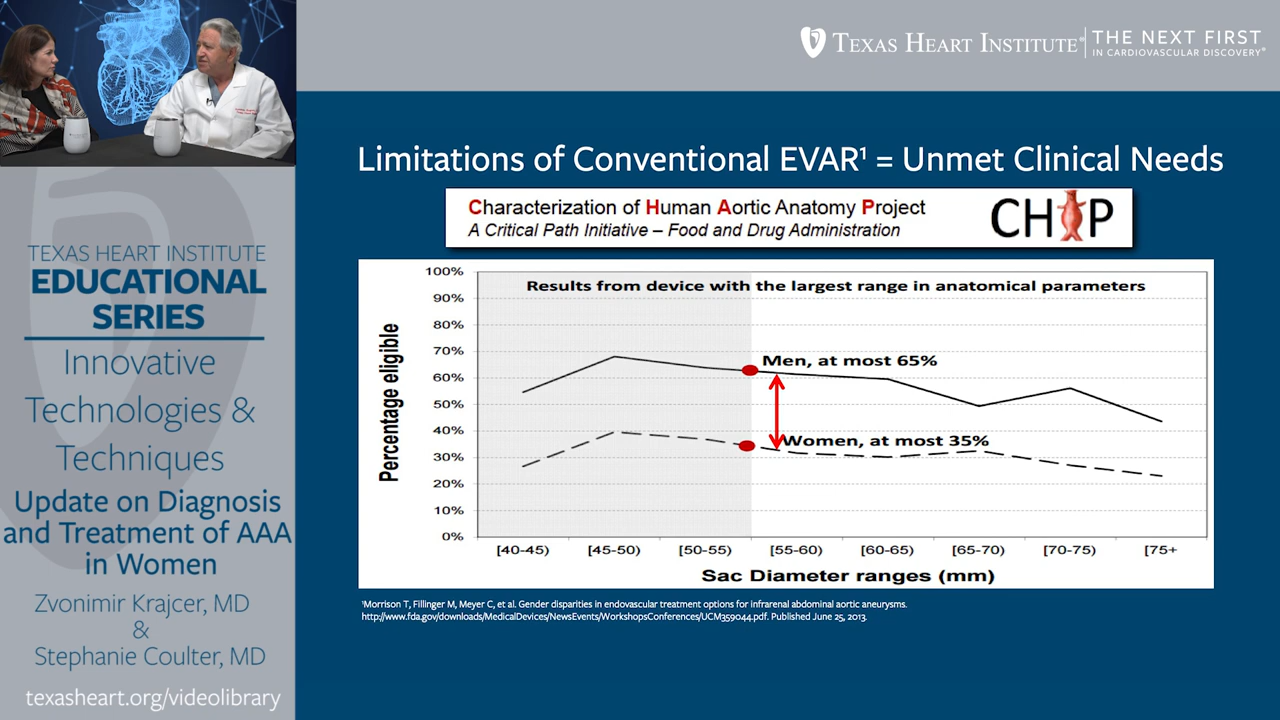 TEXAS HEART INSTITUTE®
THE NEXT FIRST
IN CARDIOVASCULAR DISCOVERY®
TEXAS HEART INSTITUTE
EDUCATIONAL
SERIES
Innovative
Technologies &
Techniques
Update on Diagnosis
and Treatment of AAA
in Women
Zvonimir Krajcer, MD
&
Stephanie Coulter, MD
texasheart.org/videolibrary
Limitations of Conventional EVAR¹ = Unmet Clinical Needs
Characterization of Human Aortic Anatomy Project
A Critical Path Initiative – Food and Drug Administration
CHAP
Results from device with the largest range in anatomical parameters
Percentage eligible
100%
90%
80%
70%
60%
50%
40%
30%
20%
10%
0%
Men, at most 65%
Women, at most 35%
[40-45) [45-50) [50-55) [55-60) [60-65) [65-70) [70-75) [75+
Sac Diameter ranges (mm)
¹Morrison T, Fillinger M, Meyer C, et al. Gender disparities in endovascular treatment options for infrarenal abdominal aortic aneurysms.
http://www.fda.gov/downloads/MedicalDevices/NewsEvents/WorkshopsConferences/UCM359044.pdf. Published June 25, 2013.